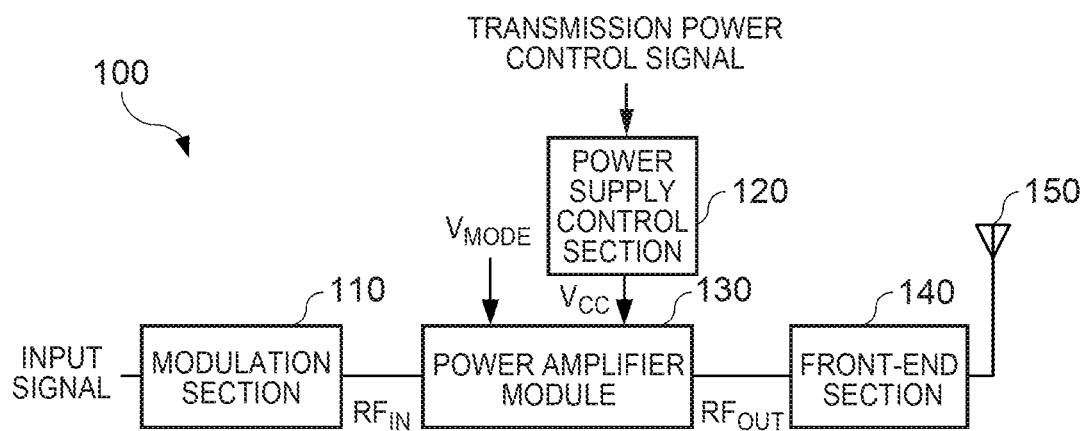 TRANSMISSION POWER
CONTROL SIGNAL
100
POWER
SUPPLY
CONTROL
SECTION
120
150
VMODE
110
VCC
130
140
INPUT
SIGNAL
MODULATION
SECTION
RFIN
POWER AMPLIFIER
MODULE
RFOUT
FRONT-END
SECTION